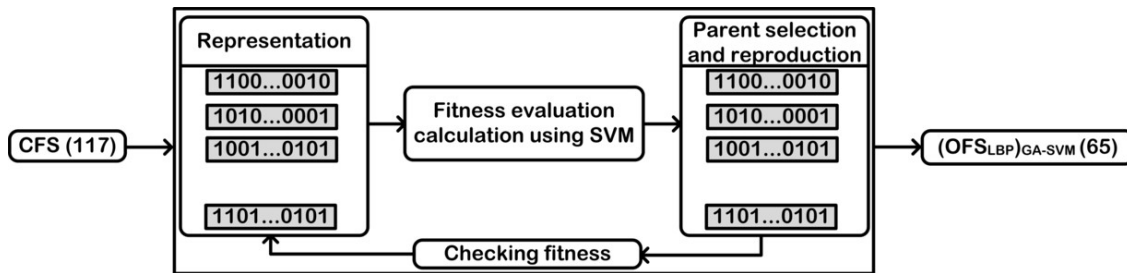 CFS (117)
Representation
1100...0010
1010...0001
1001...0101
1101...0101
Fitness evaluation
calculation using SVM
Parent selection
and reproduction
1100...0010
1010...0001
1001...0101
1101...0101
Checking fitness
(OFSLBP)GA-SVM (65)